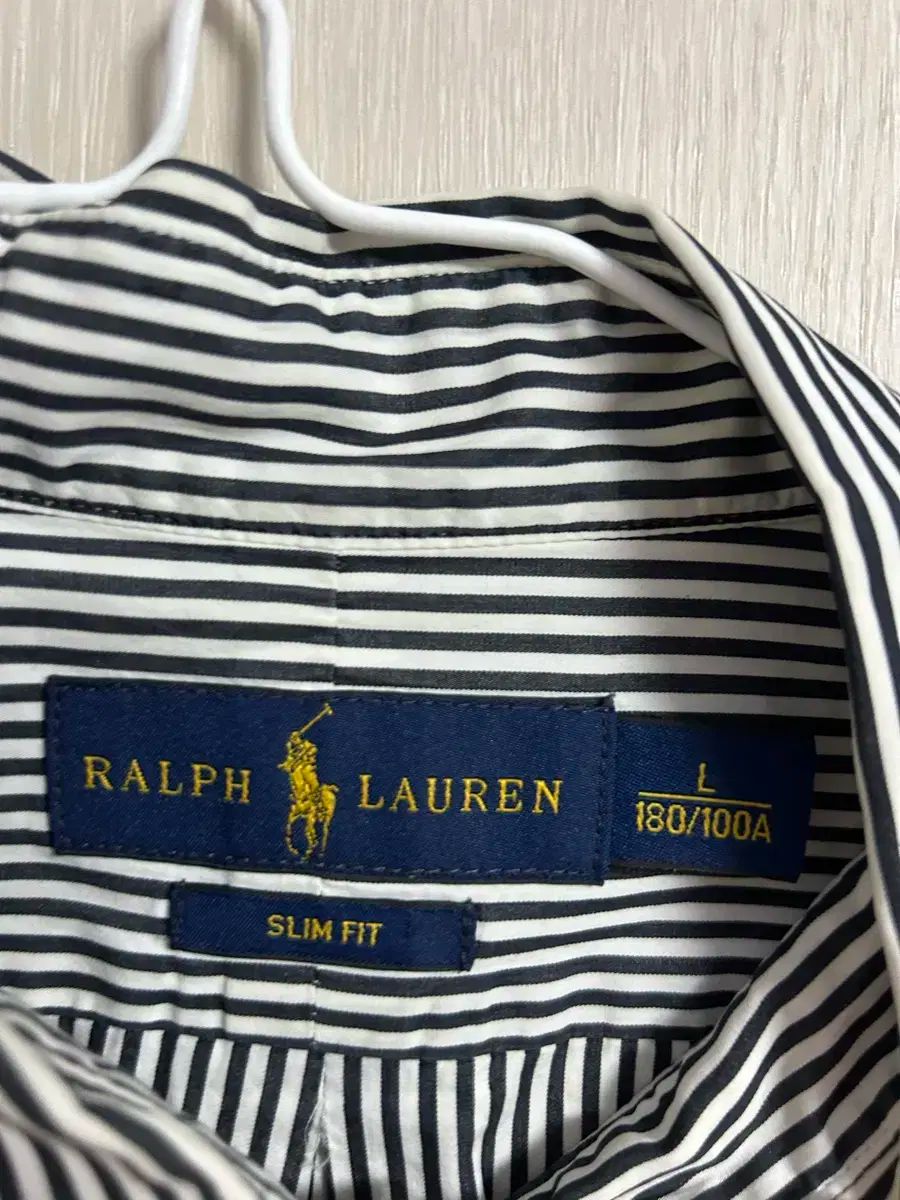 RALPH LAUREN
L
180/100A
SLIM FIT